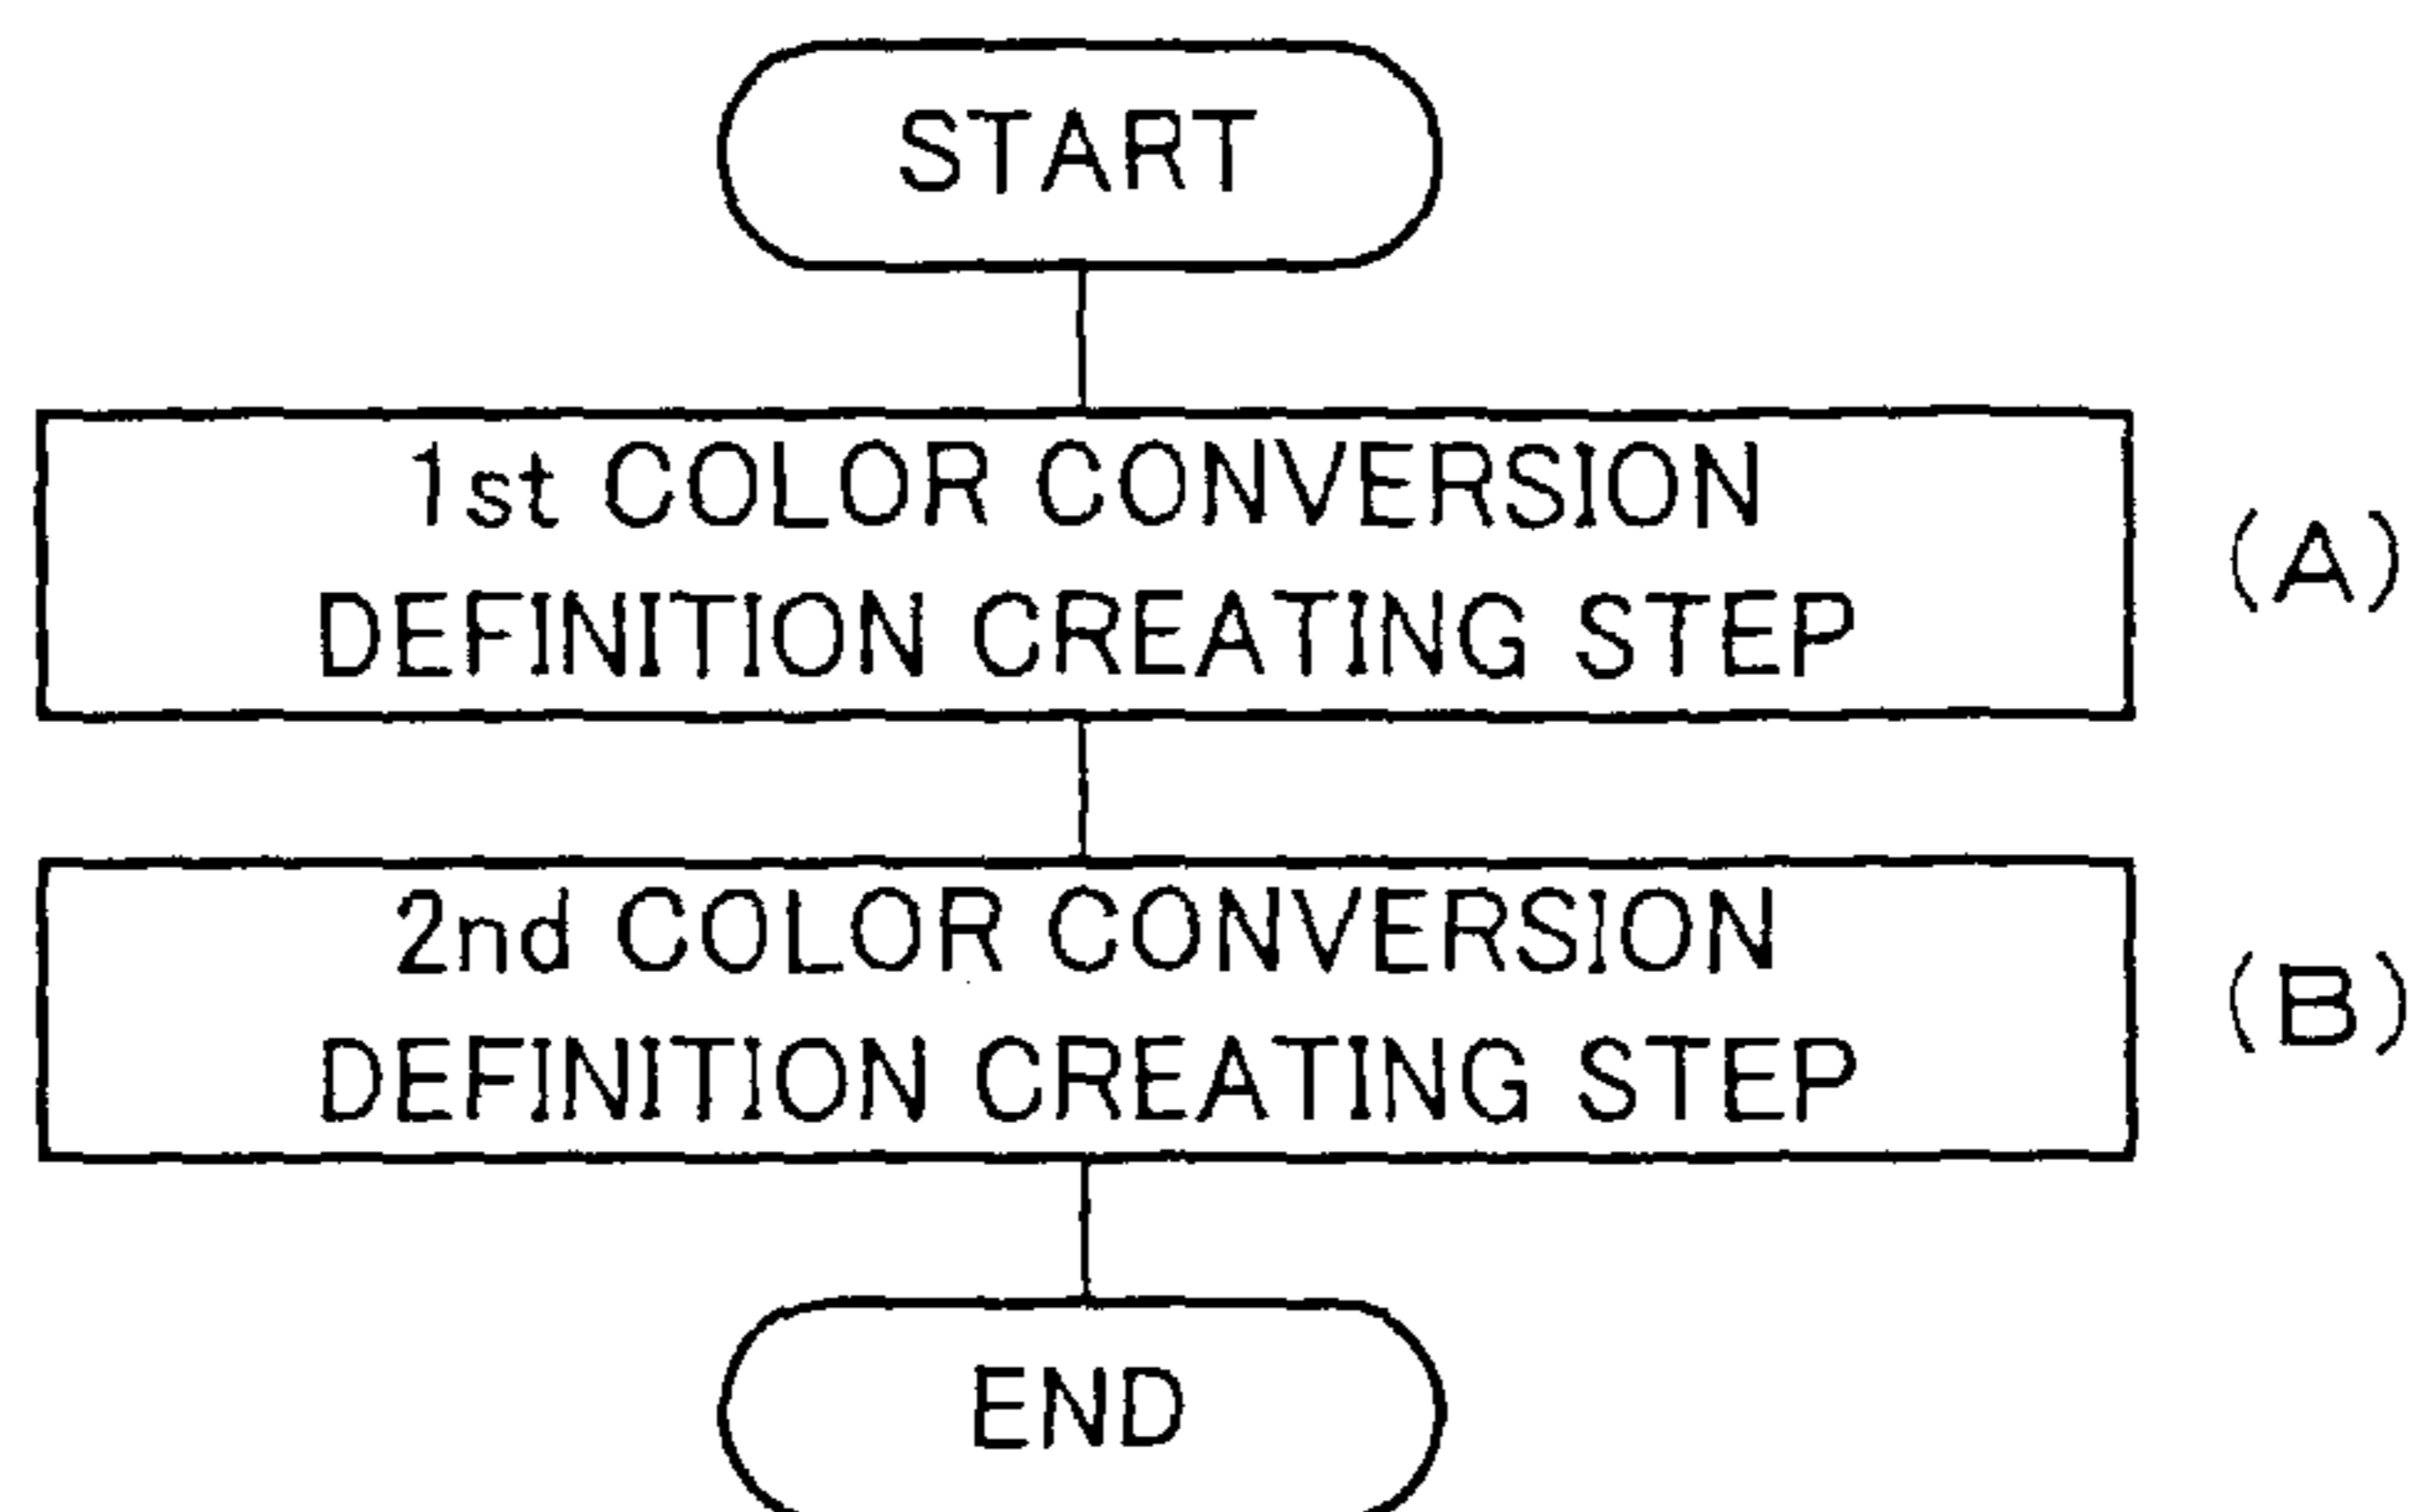 START
1st COLOR CONVERSION
DEFINITION CREATING STEP
(A)
2nd COLOR CONVERSION
DEFINITION CREATING STEP
(B)
END